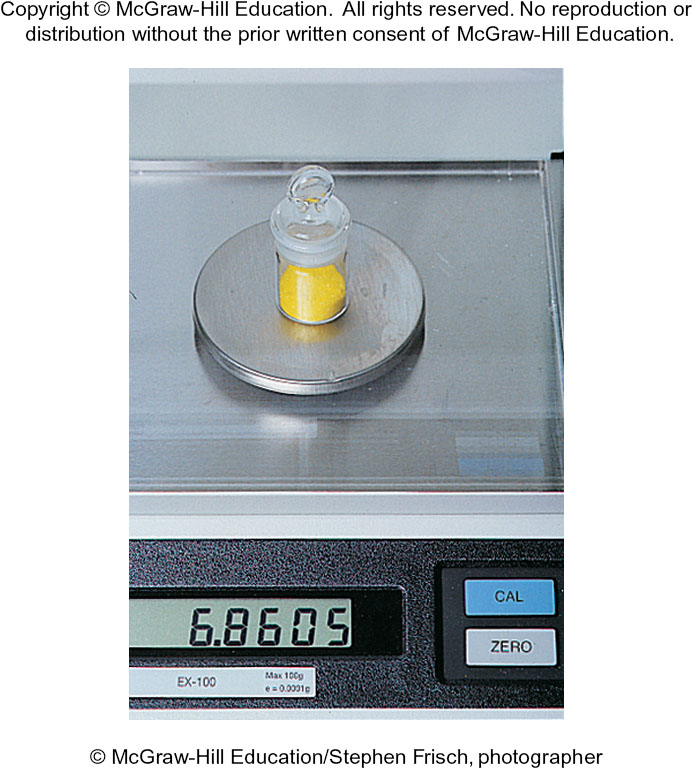 Copyright © McGraw-Hill Education. All rights reserved. No reproduction or
distribution without the prior written consent of McGraw-Hill Education.
CAL
6.8605
ZERO
EX-100
Max 100g
e = 0.0001g
© McGraw-Hill Education/Stephen Frisch, photographer